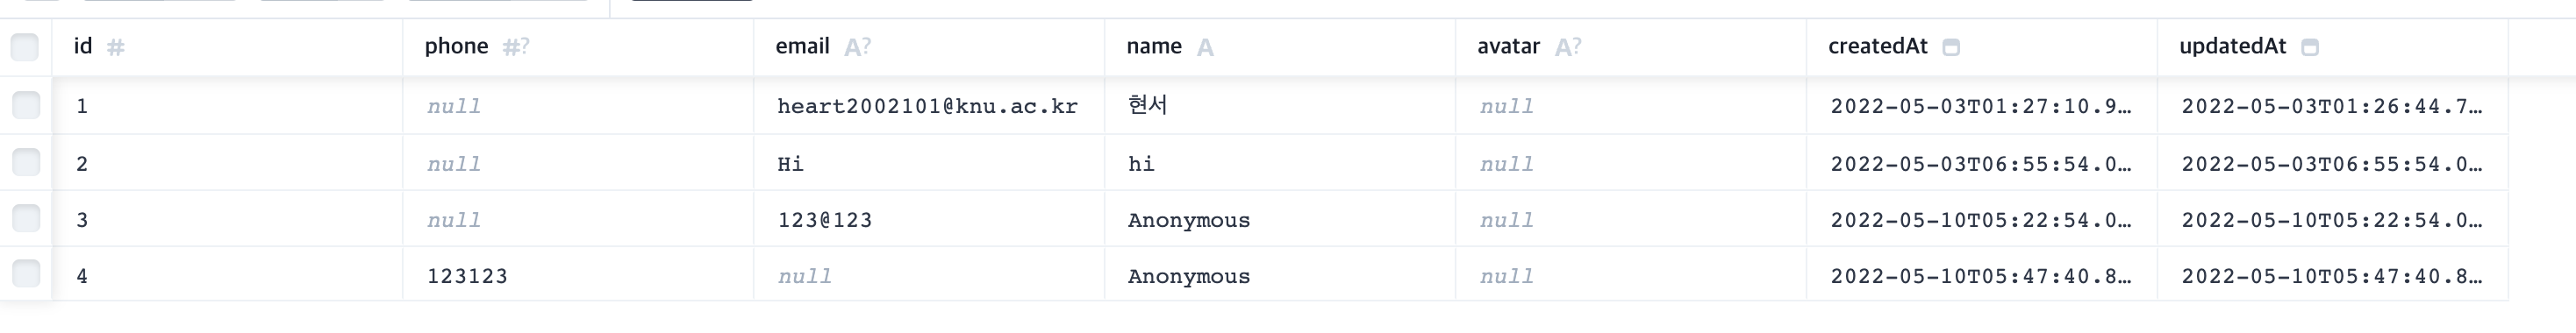 id # phone #? email A? name A avatar A? createdAt updatedAt
1 null heart2002101@knu.ac.kr 현서 null 2022-05-03T01:27:10.9… 2022-05-03T01:26:44.7…
2 null Hi hi null 2022-05-03T06:55:54.0… 2022-05-03T06:55:54.0…
3 null 123@123 Anonymous null 2022-05-10T05:22:54.0… 2022-05-10T05:22:54.0…
4 123123 null Anonymous null 2022-05-10T05:47:40.8… 2022-05-10T05:47:40.8…